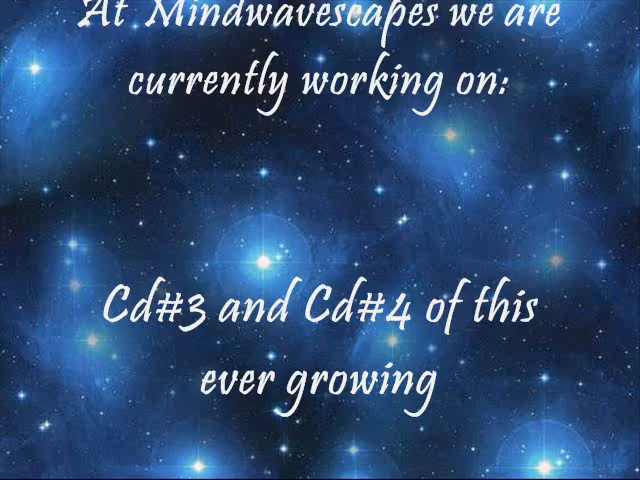 At Mindwavescapes we are
currently working on:
Cd#3 and Cd#4 of this
ever growing